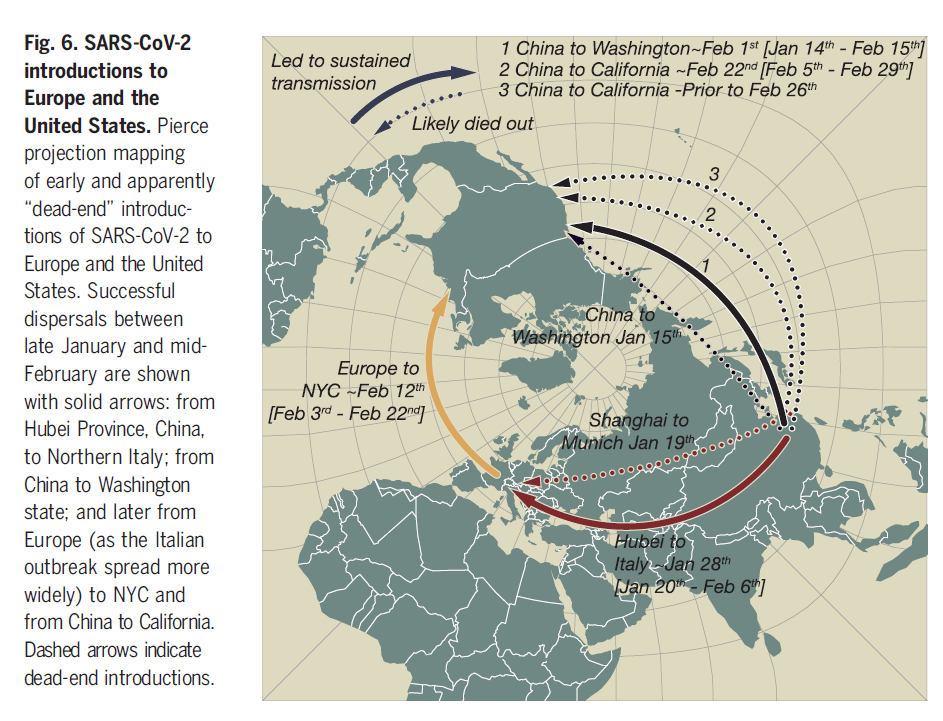 Fig. 6. SARS-CoV-2
introductions to
Europe and the
United States. Pierce
projection mapping
of early and apparently
“dead-end” introduc-
tions of SARS-CoV-2 to
Europe and the United
States. Successful
dispersals between
late January and mid-
February are shown
with solid arrows: from
Hubei Province, China,
to Northern Italy; from
China to Washington
state; and later from
Europe (as the Italian
outbreak spread more
widely) to NYC and
from China to California.
Dashed arrows indicate
dead-end introductions.
Led to sustained
transmission
Likely died out
1 China to Washington~Feb 1st [Jan 14th - Feb 15th]
2 China to California ~Feb 22nd [Feb 5th - Feb 29th]
3 China to California -Prior to Feb 26th
3
2
1
China to
Washington Jan 15th
Europe to
NYC ~Feb 12th
[Feb 3rd - Feb 22nd]
Shanghai to
Munich Jan 19th
Hubei to
Italy ~Jan 28th
[Jan 20th - Feb 6th]